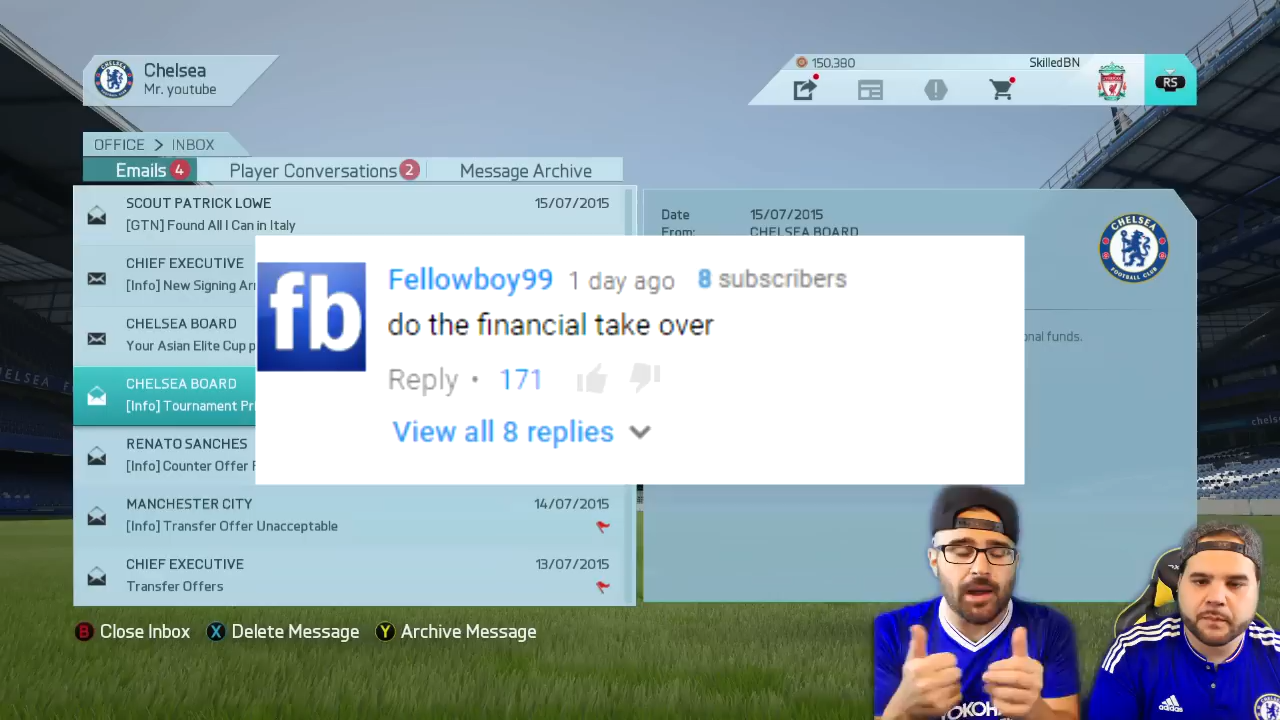 Chelsea
Mr. youtube
150,380
SkilledBN
RS
OFFICE > INBOX
Emails 4
Player Conversations 2
Message Archive
SCOUT PATRICK LOWE 15/07/2015
[GTN] Found All I Can in Italy
CHIEF EXECUTIVE
[Info] New Signing
CHELSEA BOARD
Your Asian Elite Cup
CHELSEA BOARD
[Info] Tournament
RENATO SANCHES
[Info] Counter Offer
MANCHESTER CITY 14/07/2015
[Info] Transfer Offer Unacceptable
CHIEF EXECUTIVE 13/07/2015
Transfer Offers
Date 15/07/2015
From: CHELSEA BOARD
funds.
CHELSEA
FOOTBALL CLUB
fb
Fellowboy99 1 day ago 8 subscribers
do the financial take over
Reply • 171
View all 8 replies
B Close Inbox X Delete Message Y Archive Message
adidas